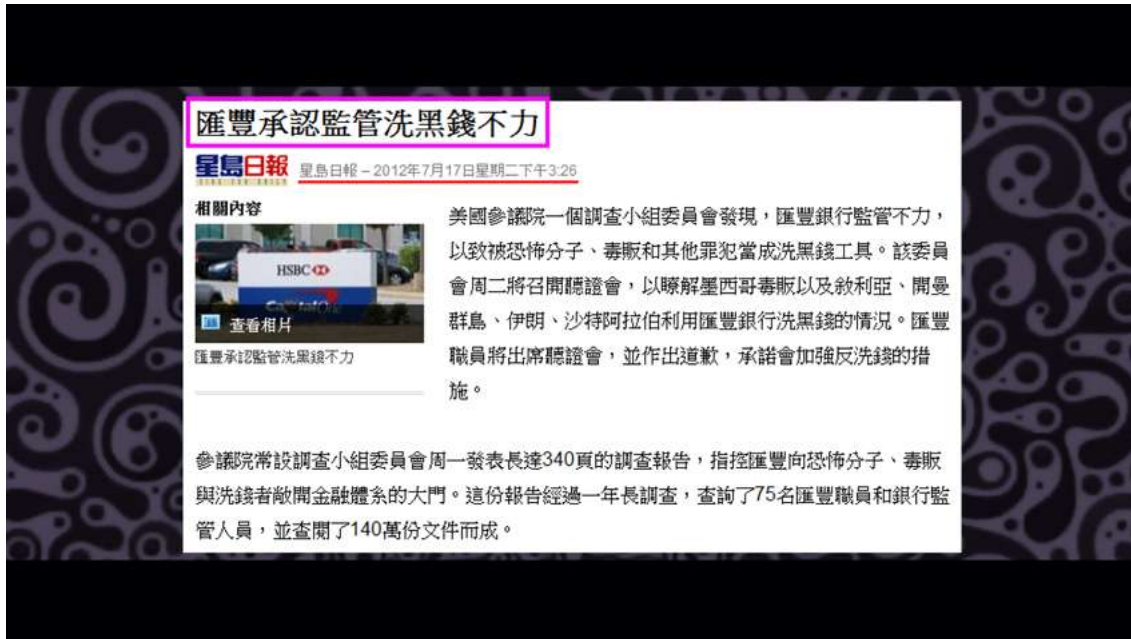 匯豐承認監管洗黑錢不力
星島日報
星島日報 – 2012年7月17日星期二下午3:26
相關內容
HSBC
Capital One
查看相片
匯豐承認監管洗黑錢不力
美國參議院一個調查小組委員會發現，匯豐銀行監管不力，
以致被恐怖分子、毒販和其他罪犯當成洗黑錢工具。該委員
會周二將召開聽證會，以瞭解墨西哥毒販以及敘利亞、開曼
群島、伊朗、沙特阿拉伯利用匯豐銀行洗黑錢的情況。匯豐
職員將出席聽證會，並作出道歉，承諾會加強反洗錢的措
施。
參議院常設調查小組委員會周一發表長達340頁的調查報告，指控匯豐向恐怖分子、毒販
與洗錢者敞開金融體系的大門。這份報告經過一年長調查，查詢了75名匯豐職員和銀行監
管人員，並查閱了140萬份文件而成。